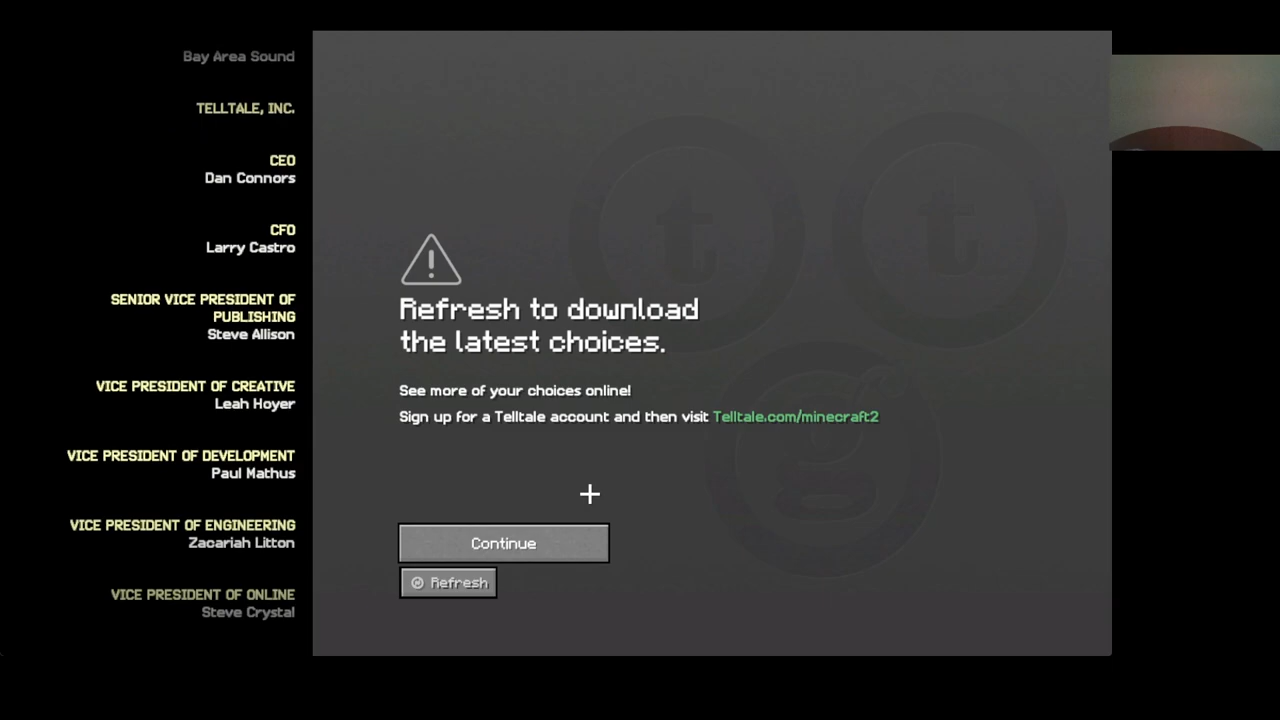 Bay Area Sound
TELLTALE, INC.
CEO
Dan Connors
CFO
Larry Castro
SENIOR VICE PRESIDENT OF
PUBLISHING
Steve Allison
VICE PRESIDENT OF CREATIVE
Leah Hoyer
VICE PRESIDENT OF DEVELOPMENT
Paul Mathus
VICE PRESIDENT OF ENGINEERING
Zacariah Litton
VICE PRESIDENT OF ONLINE
Steve Crystal
t t
g
Refresh to download
the latest choices.
See more of your choices online!
Sign up for a Telltale account and then visit Telltale.com/minecraft2
Continue
Refresh